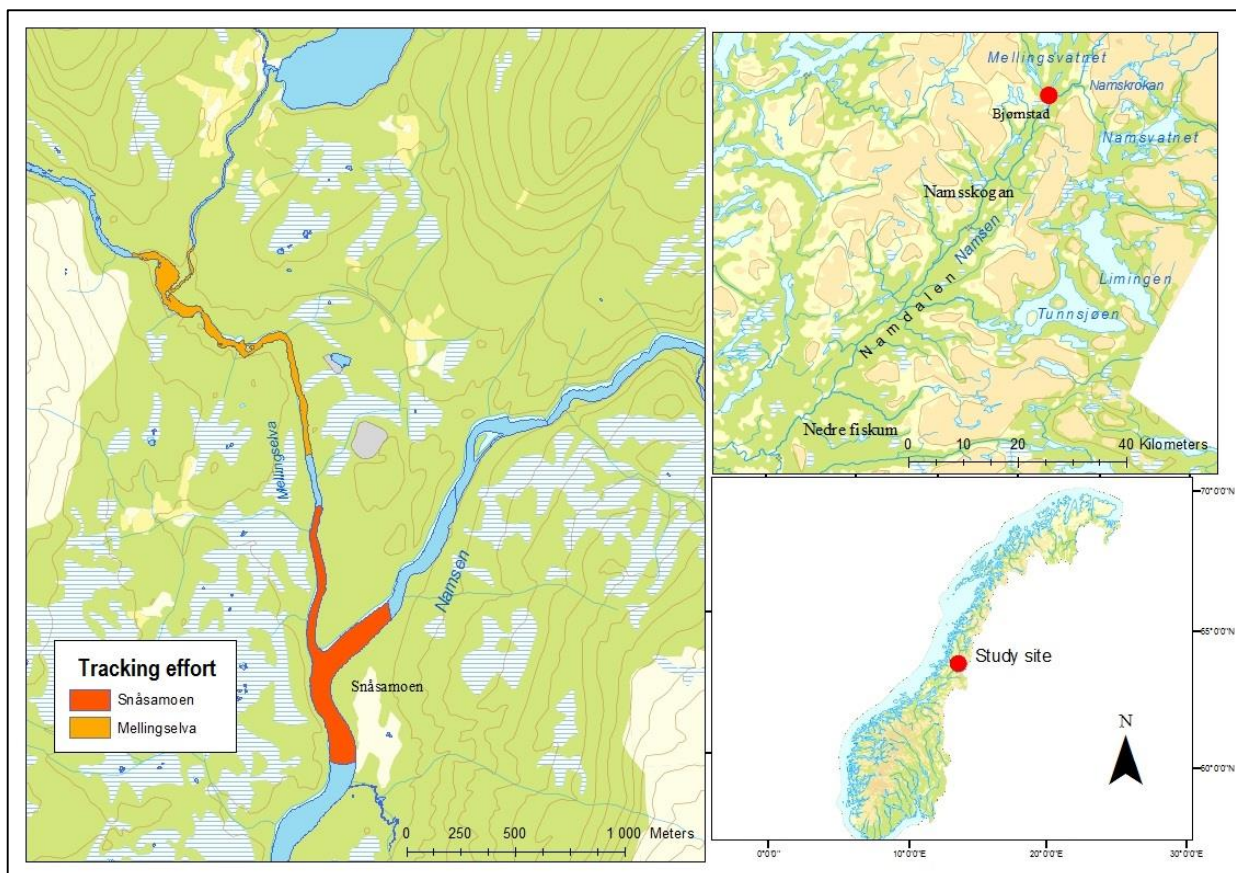 Mellingselva
Namsen
Snåsamoen
Tracking effort
Snåsamoen
Mellingselva
0 250 500 1 000 Meters
Mellingsvatnet
Namskrokan
Bjørnstad
Namsvatnet
Namsskogan
Namsen
Namdalen
Limingen
Tunnsjøen
Nedre fiskum
0 10 20 40 Kilometers
70°0'0"N
65°0'0"N
Study site
N
60°0'0"N
0°0'0" 10°0'0"E 20°0'0"E 30°0'0"E